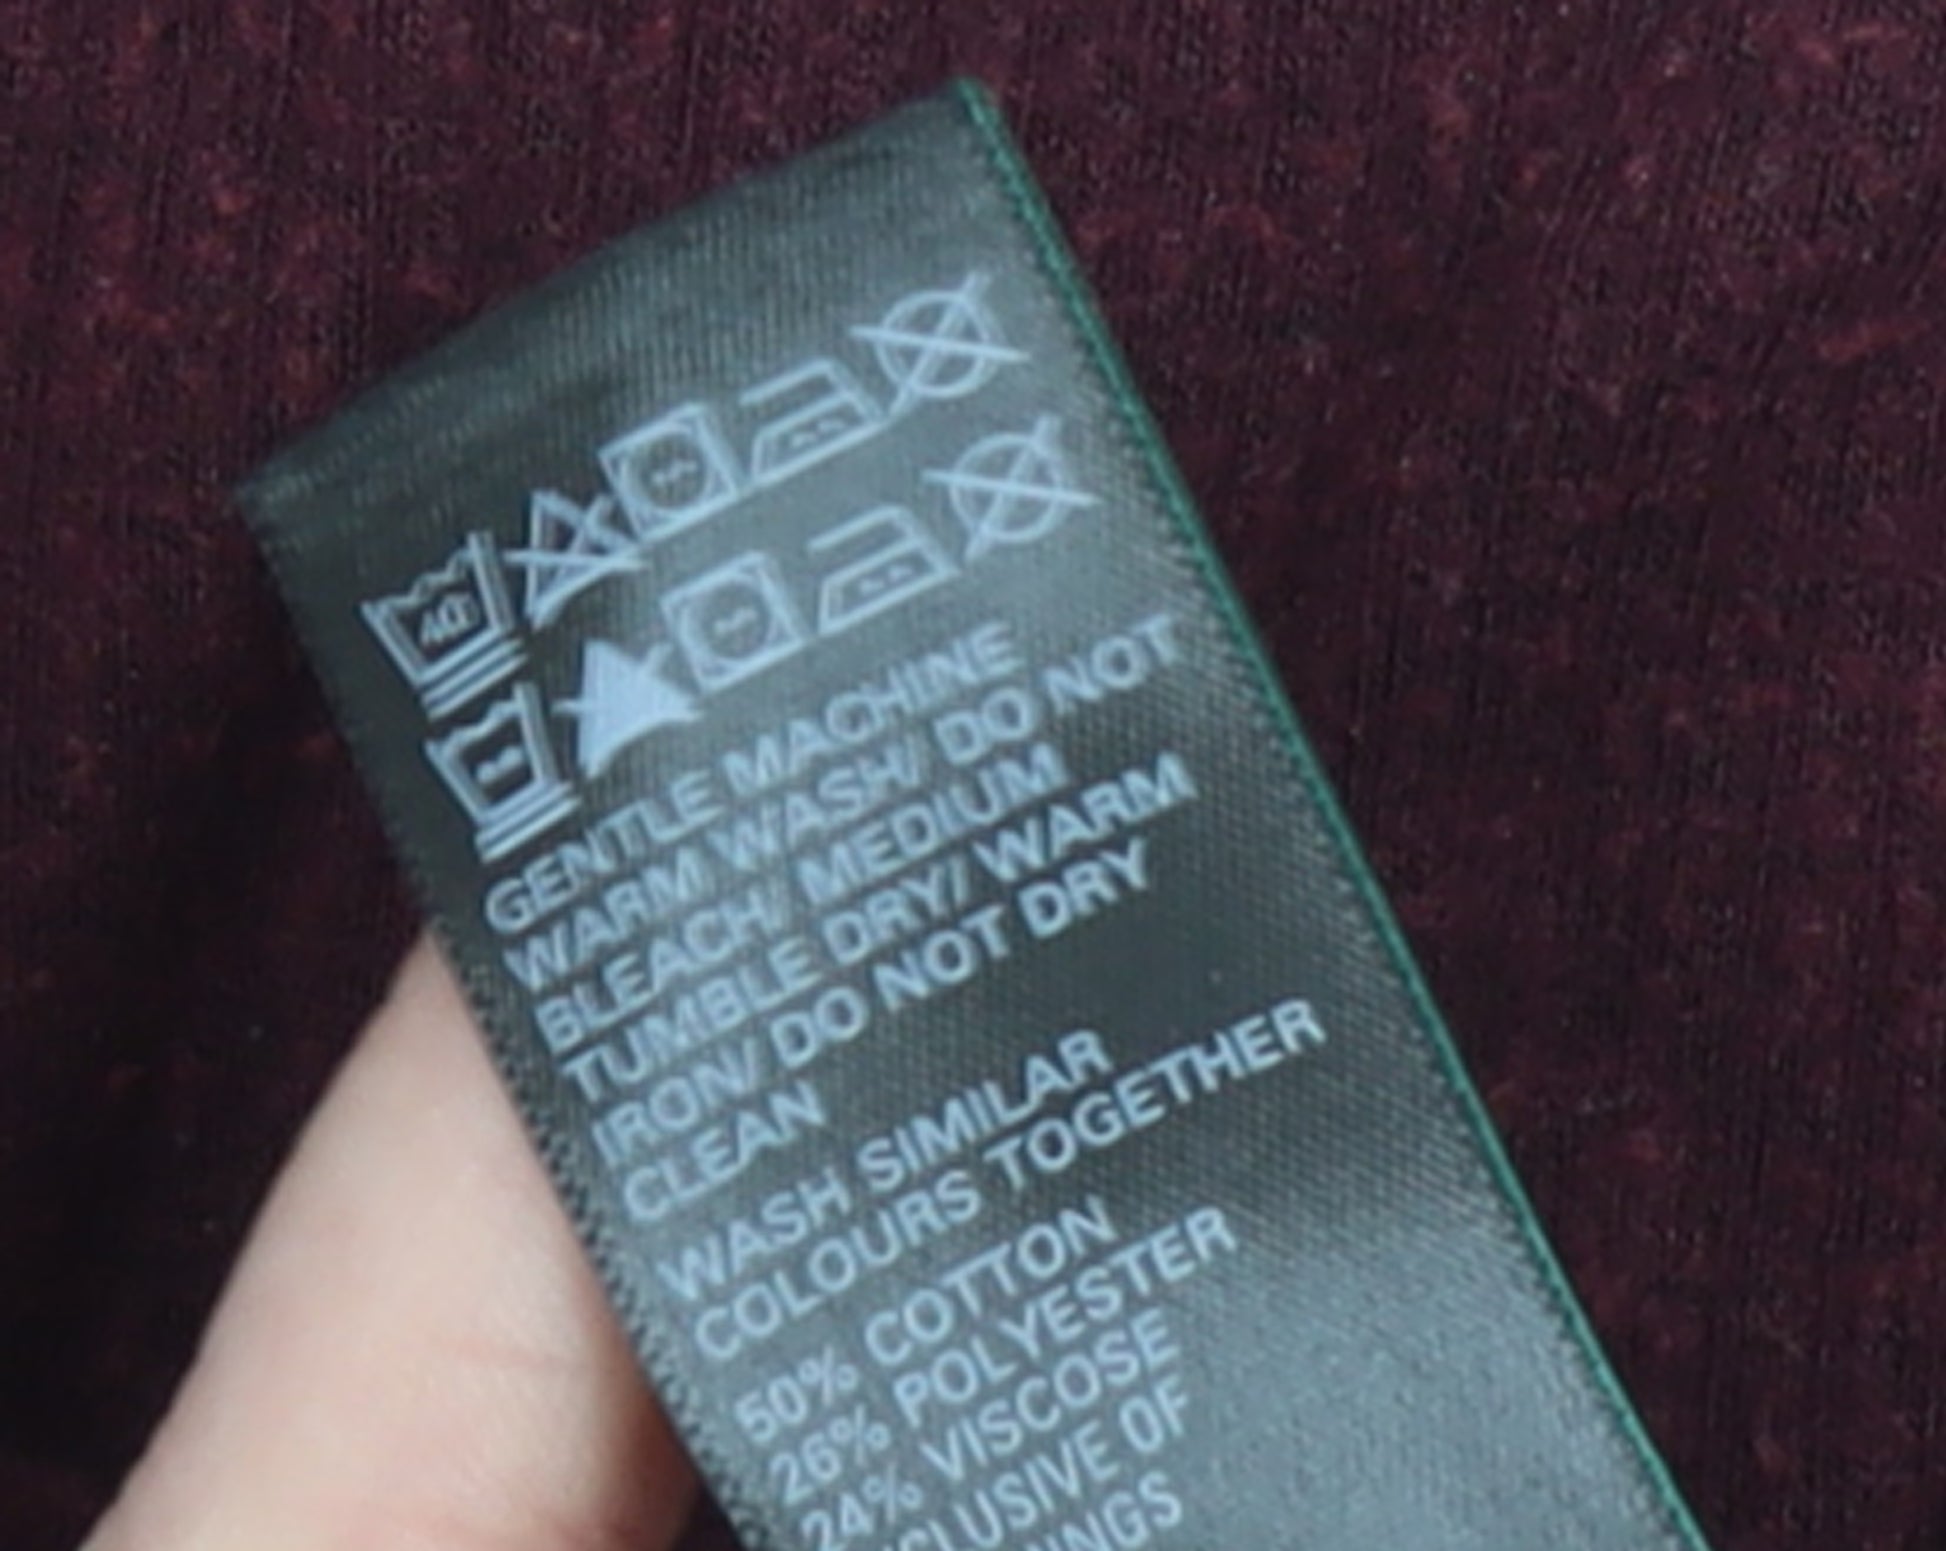 40
GENTLE MACHINE
WARM WASH/ DO NOT
BLEACH/ MEDIUM
TUMBLE DRY/ WARM
IRON/ DO NOT DRY
CLEAN
WASH SIMILAR
COLOURS TOGETHER
50% COTTON
26% POLYESTER
24% VISCOSE
OF